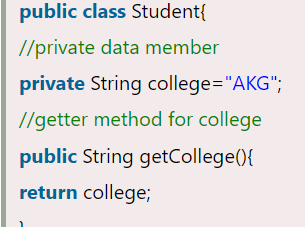 public class Student{
//private data member
private String college="AKG";
//getter method for college
public String getCollege(){
return college;
}